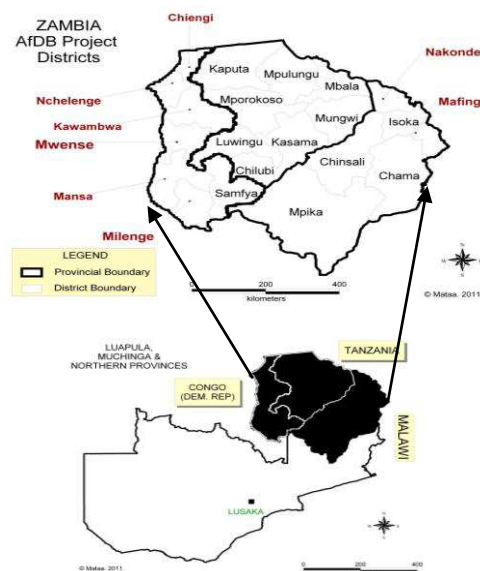 ZAMBIA
AfDB Project
Districts
Chiengi
Nakonde
Kaputa
Mpulungu
Mbala
Nchelenge
Mporokoso
Mafing
Isoka
Kawambwa
Mungwi
Mwense
Luwingu
Kasama
Chinsali
Chilubi
Chama
Mansa
Samfya
Mpika
Milenge
LEGEND
Provincial Boundary
District Boundary
0 200 400
kilometers
© Mataa. 2011
LUAPULA,
MUCHINGA &
NORTHERN PROVINCES
TANZANIA
CONGO
(DEM. REP)
MALAWI
LUSAKA
© Mataa. 2011.
0 200 400